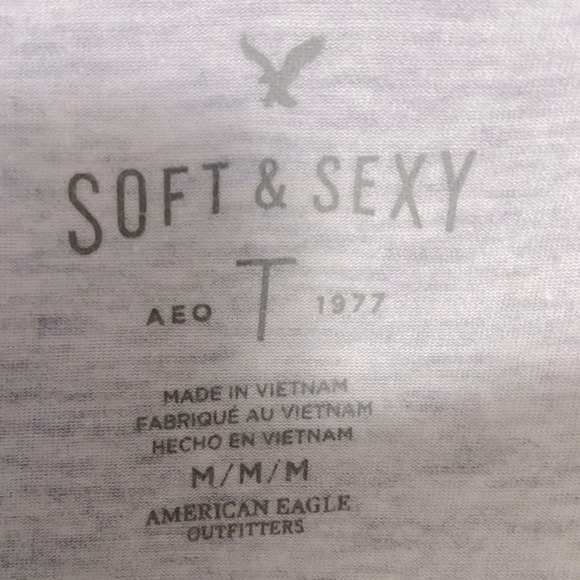 SOFT & SEXY
T
AEO 1977
MADE IN VIETNAM
FABRIQUÉ AU VIETNAM
HECHO EN VIETNAM
M/M/M
AMERICAN EAGLE
OUTFITTERS